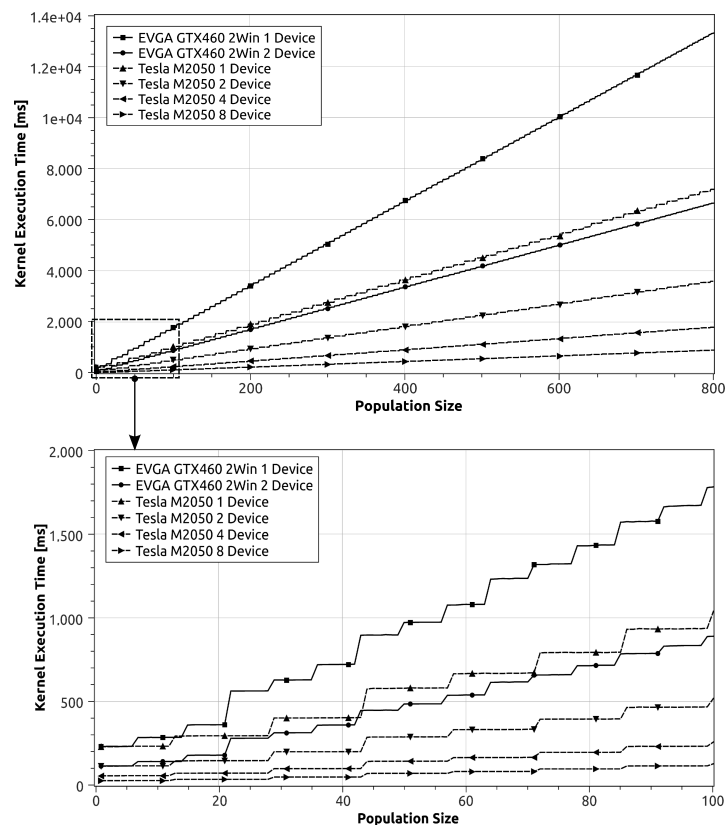 1.4e+04
1.2e+04
1e+04
8,000
6,000
4,000
2,000
0
Kernel Execution Time [ms]
EVGA GTX460 2Win 1 Device
EVGA GTX460 2Win 2 Device
Tesla M2050 1 Device
Tesla M2050 2 Device
Tesla M2050 4 Device
Tesla M2050 8 Device
0 200 400 600 800
Population Size
2,000
1,500
1,000
500
0
Kernel Execution Time [ms]
EVGA GTX460 2Win 1 Device
EVGA GTX460 2Win 2 Device
Tesla M2050 1 Device
Tesla M2050 2 Device
Tesla M2050 4 Device
Tesla M2050 8 Device
0 20 40 60 80 100
Population Size